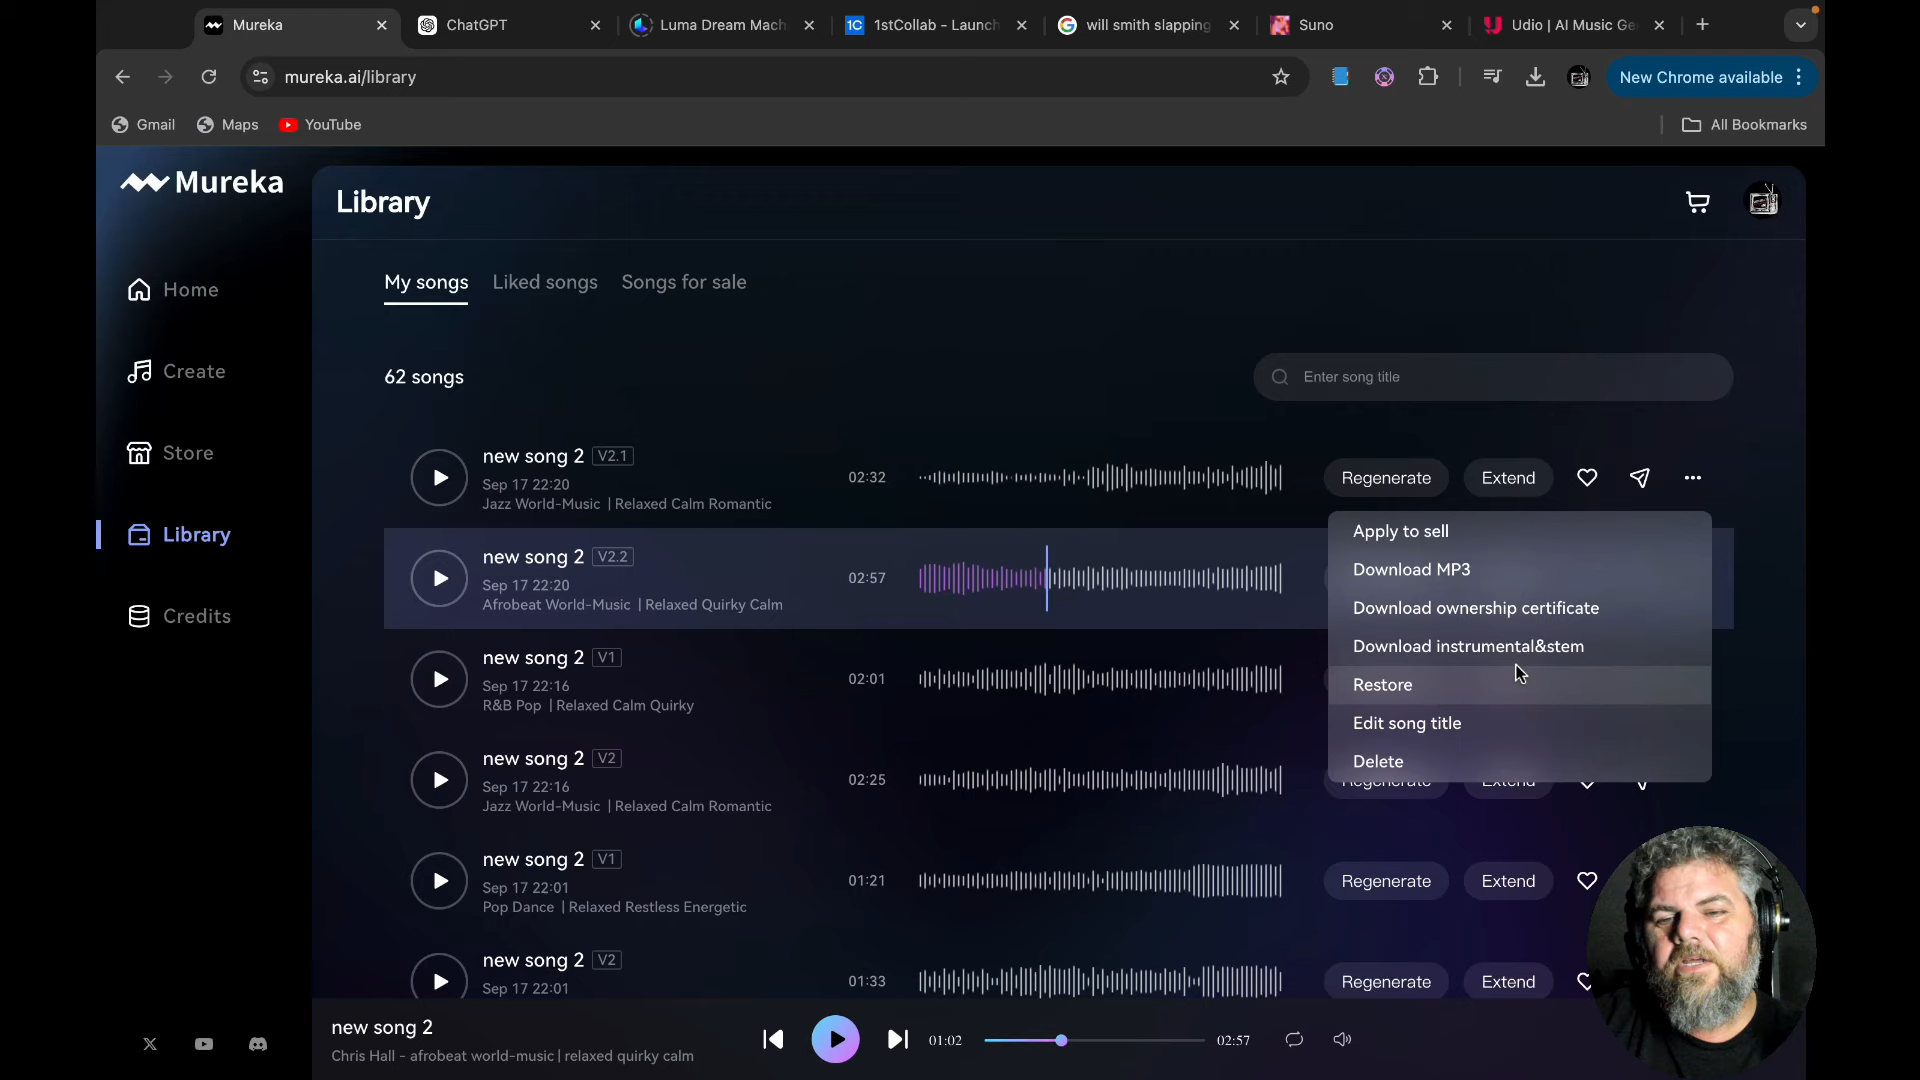 Mureka
ChatGPT
Luma Dream Mach
1stCollab - Launch
will smith slapping
Suno
Udio | AI Music Ge
mureka.ai/library
New Chrome available
Gmail
Maps
YouTube
All Bookmarks
Mureka
Library
Home
Create
Store
Library
Credits
My songs
Liked songs
Songs for sale
62 songs
Enter song title
new song 2 V2.1
Sep 17 22:20
Jazz World-Music | Relaxed Calm Romantic
02:32
Regenerate
Extend
new song 2 V2.2
Sep 17 22:20
Afrobeat World-Music | Relaxed Quirky Calm
02:57
Apply to sell
Download MP3
Download ownership certificate
Download instrumental&stem
Restore
Edit song title
Delete
new song 2 V1
Sep 17 22:16
R&B Pop | Relaxed Calm Quirky
02:01
new song 2 V2
Sep 17 22:16
Jazz World-Music | Relaxed Calm Romantic
02:25
Regenerate
Extend
new song 2 V1
Sep 17 22:01
Pop Dance | Relaxed Restless Energetic
01:21
Regenerate
Extend
new song 2 V2
Sep 17 22:01
01:33
Regenerate
Extend
new song 2
Chris Hall - afrobeat world-music | relaxed quirky calm
01:02
02:57